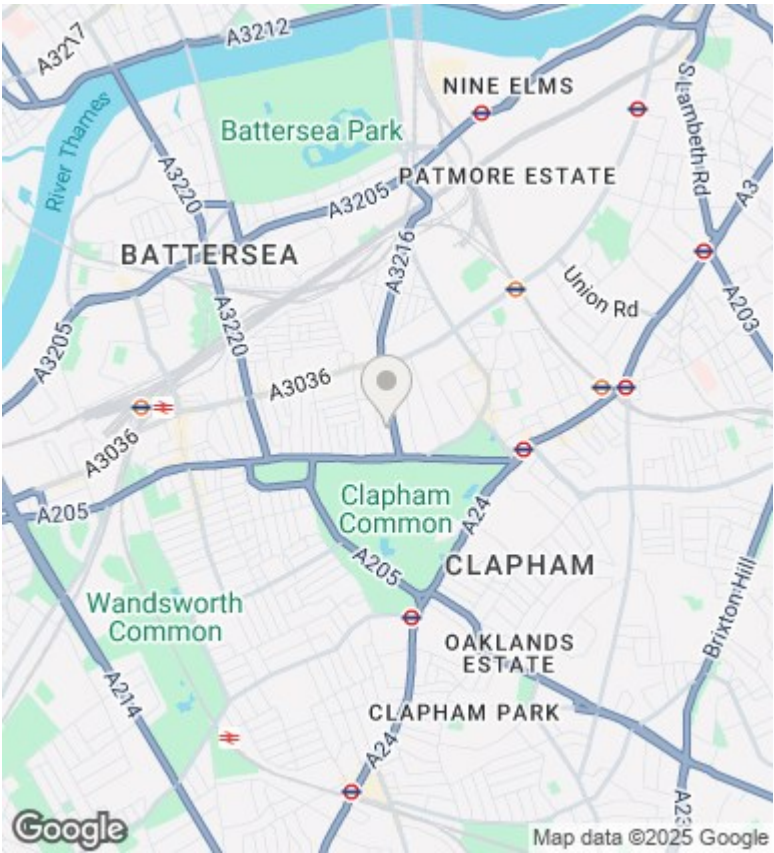 A3217
A3212
NINE ELMS
S Lambeth Rd
Battersea Park
River Thames
A3220
A3205
PATMORE ESTATE
A3
BATTERSEA
A3216
Union Rd
A203
A3205
A3220
A3036
A3036
A205
Clapham
Common
A24
A205
CLAPHAM
Wandsworth
Common
Brixton Hill
OAKLANDS
ESTATE
A214
CLAPHAM PARK
A24
A23
Google
Map data ©2025 Google